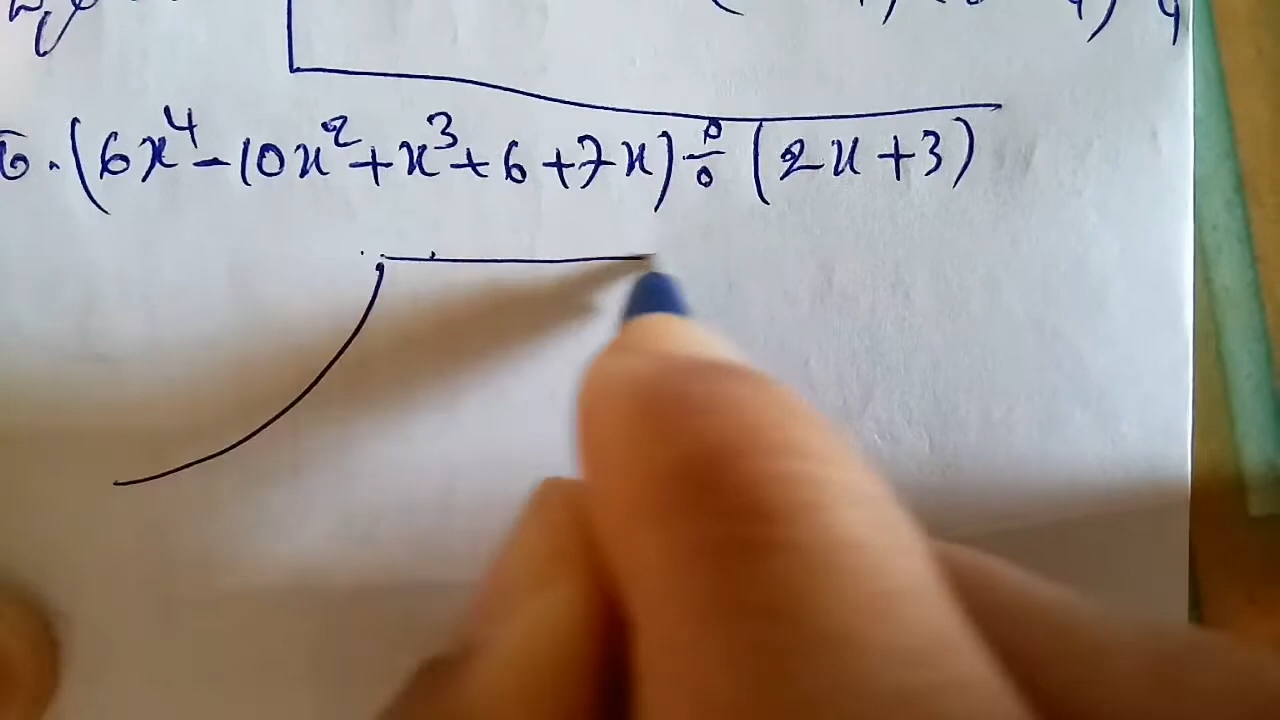 6. (6x⁴ - 10x² + x³ + 6 + 7x) ÷ (2x + 3)